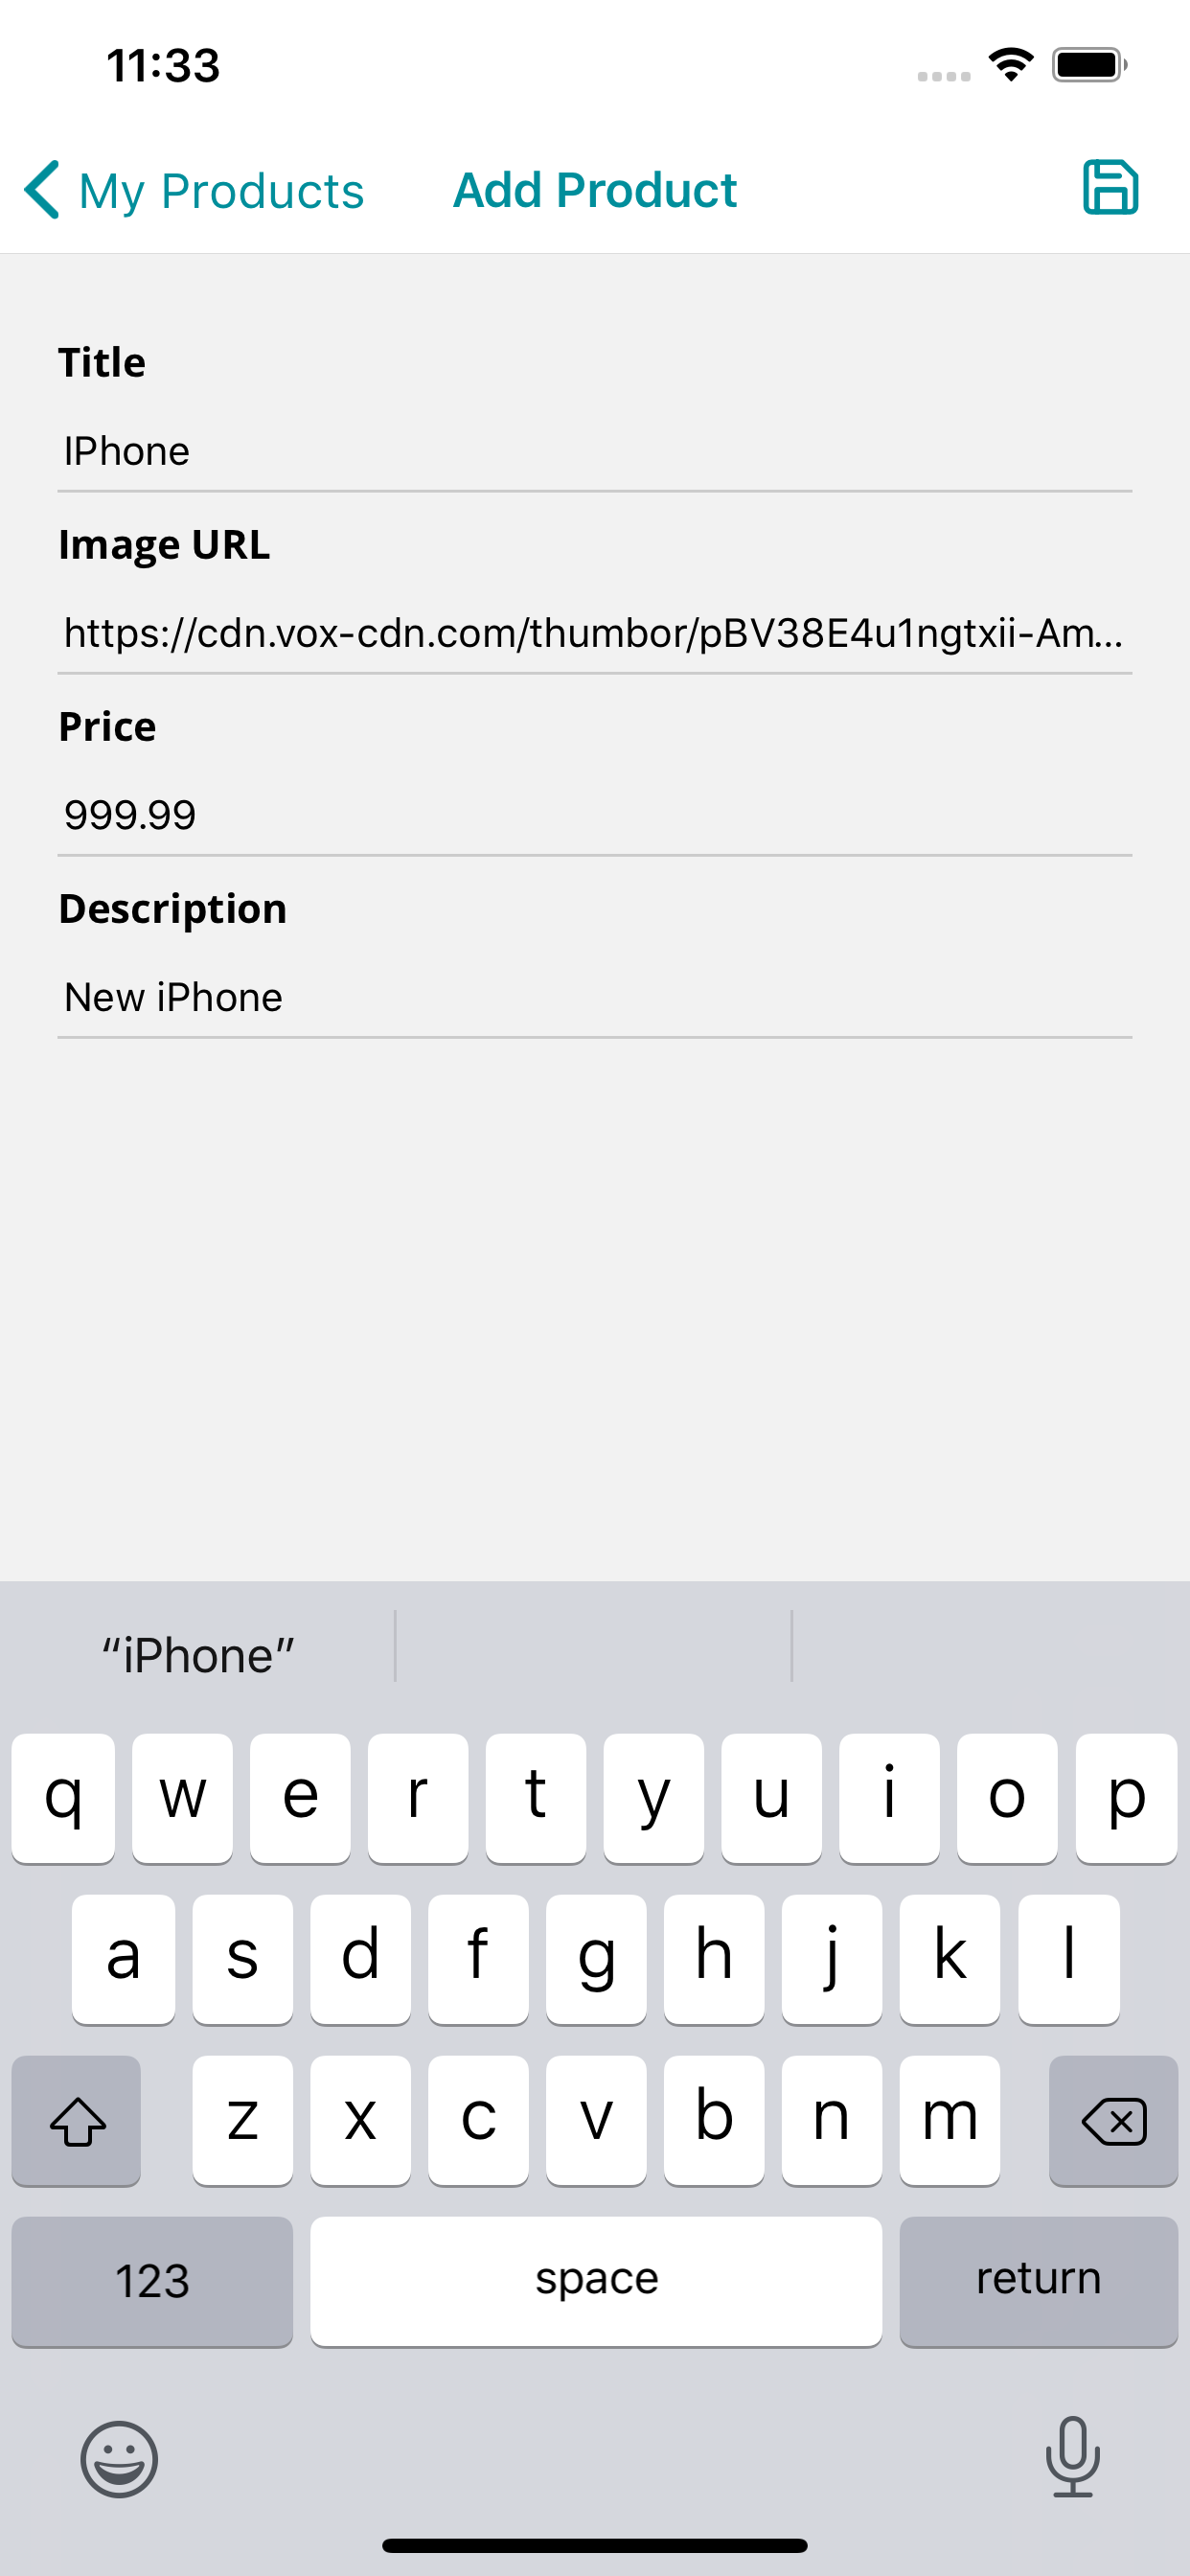 11:33
My Products Add Product
Title
IPhone
Image URL
https://cdn.vox-cdn.com/thumbor/pBV38E4u1ngtxii-Am...
Price
999.99
Description
New iPhone
“iPhone”
q w e r t y u i o p
a s d f g h j k l
z x c v b n m
123 space return